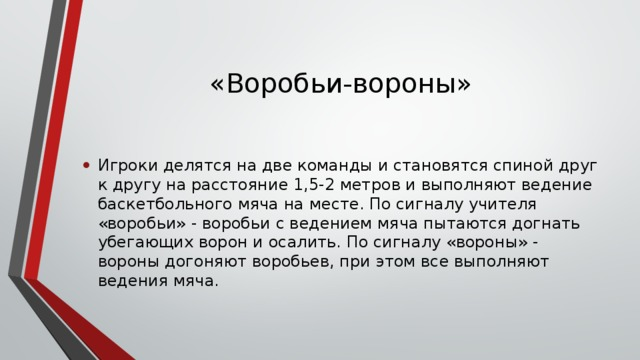 «Воробьи-вороны»
• Игроки делятся на две команды и становятся спиной друг
к другу на расстояние 1,5-2 метров и выполняют ведение
баскетбольного мяча на месте. По сигналу учителя
«воробьи» - воробьи с ведением мяча пытаются догнать
убегающих ворон и осалить. По сигналу «вороны» -
вороны догоняют воробьев, при этом все выполняют
ведения мяча.